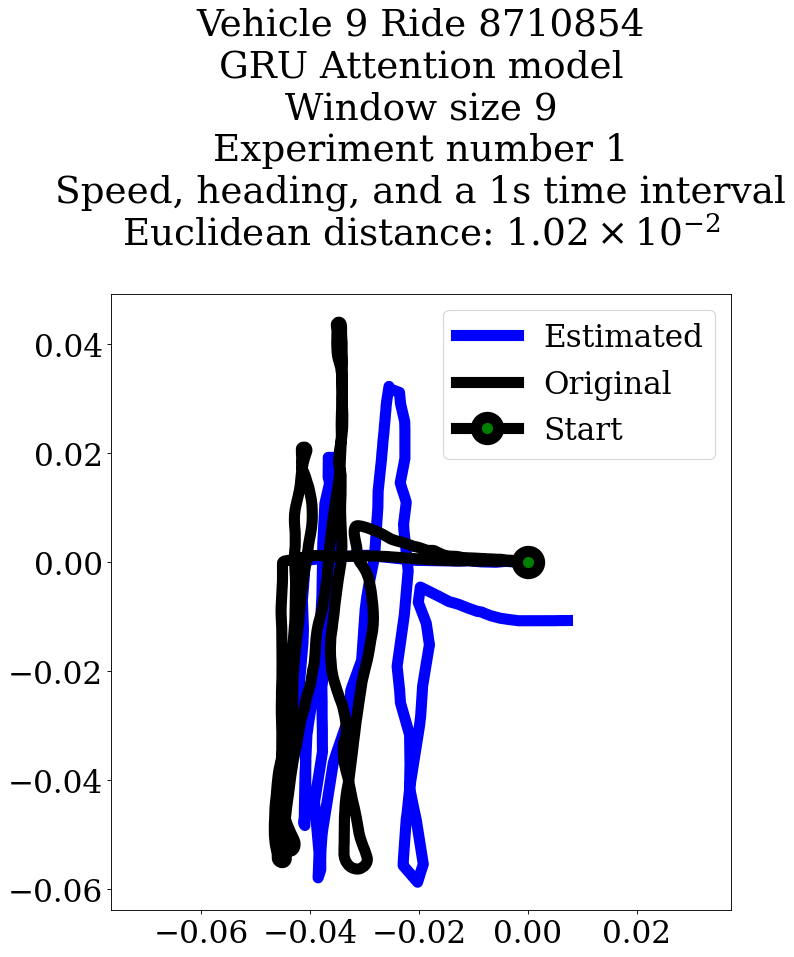 Vehicle 9 Ride 8710854
GRU Attention model
Window size 9
Experiment number 1
Speed, heading, and a 1s time interval
Euclidean distance: 1.02 × 10⁻²
Estimated
Original
Start
0.04
0.02
0.00
−0.02
−0.04
−0.06
−0.06 −0.04 −0.02 0.00 0.02